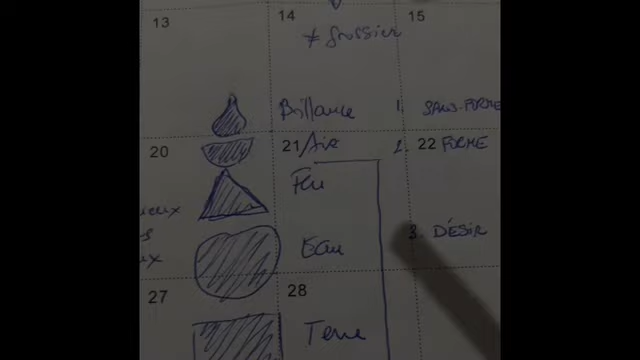 13 14 15
≠ grossier
Brillance 1. SANS-FORME
20 21 Air 2. 22 FORME
Feu
3 DÉSIR
Eau
27 28
Terre